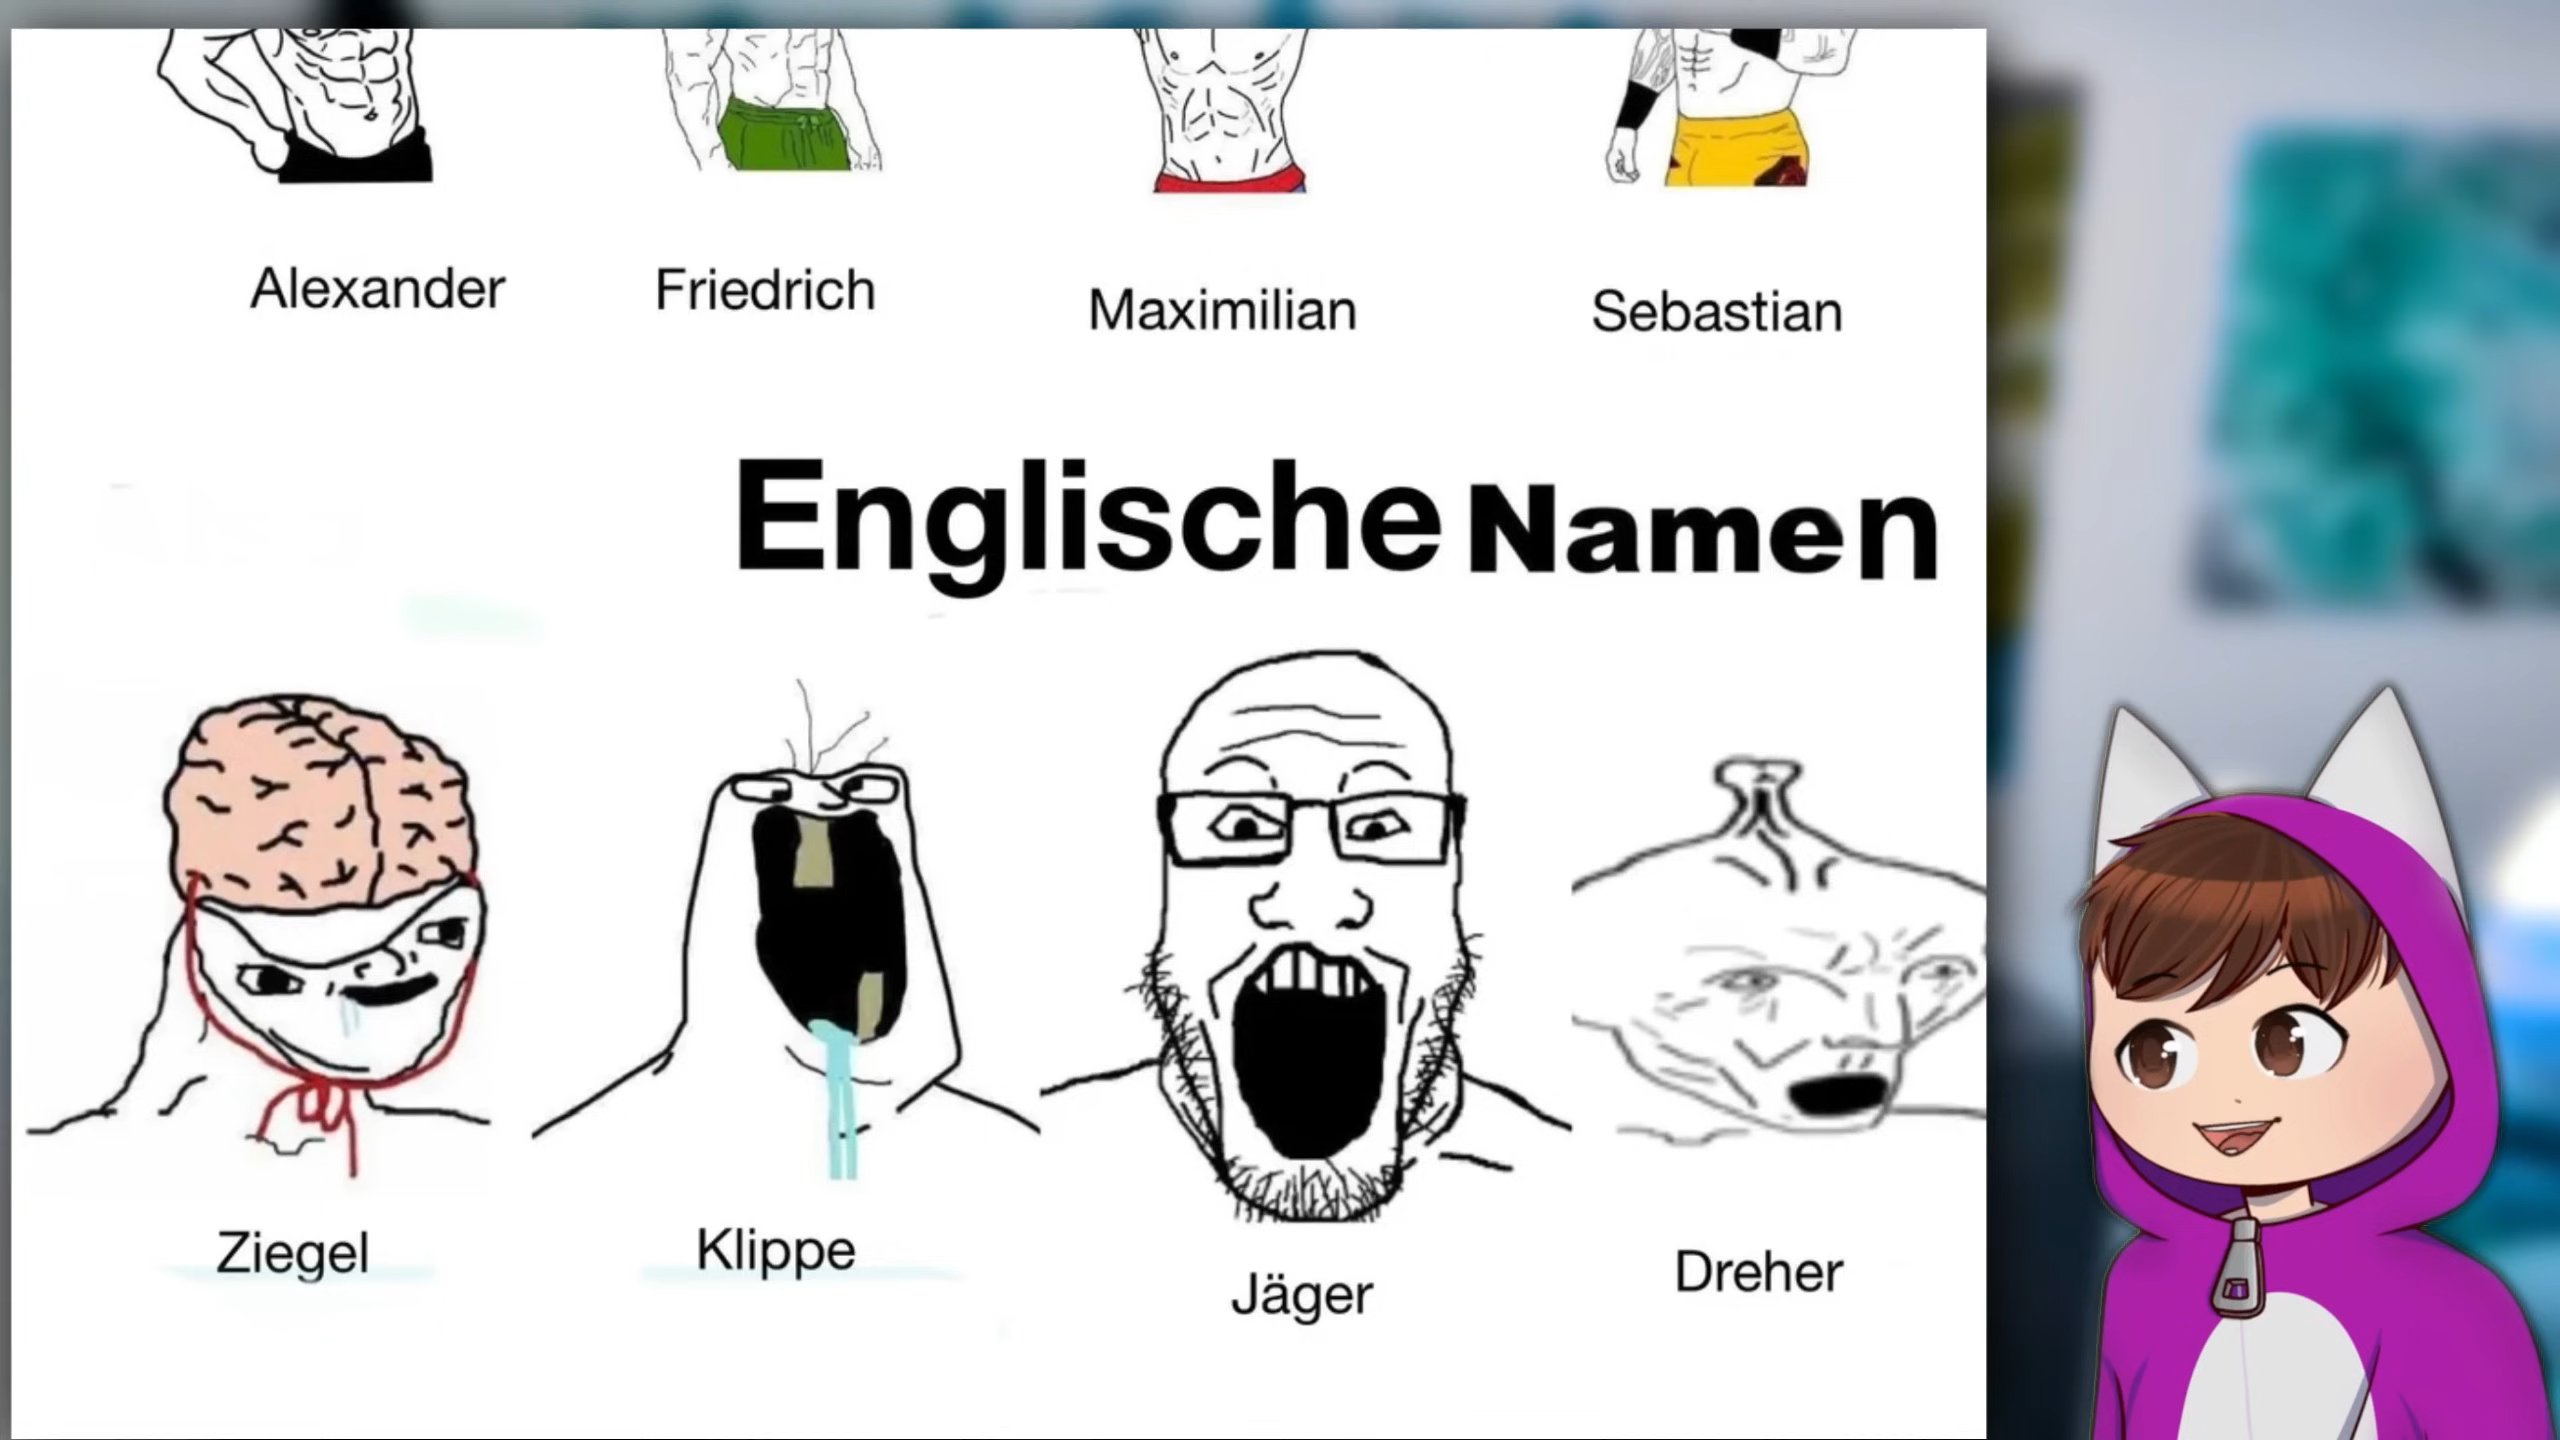 Alexander Friedrich Maximilian Sebastian
Englische Namen
Ziegel Klippe Jäger Dreher